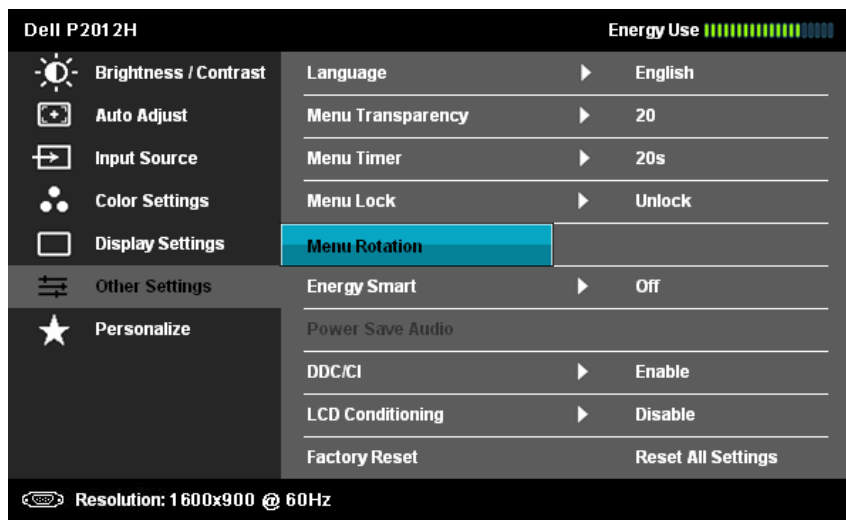 Dell P2012H Energy Use
Brightness / Contrast
Auto Adjust
Input Source
Color Settings
Display Settings
Other Settings
Personalize
Language English
Menu Transparency 20
Menu Timer 20s
Menu Lock Unlock
Menu Rotation
Energy Smart Off
Power Save Audio
DDC/CI Enable
LCD Conditioning Disable
Factory Reset Reset All Settings
Resolution: 1600x900 @ 60Hz